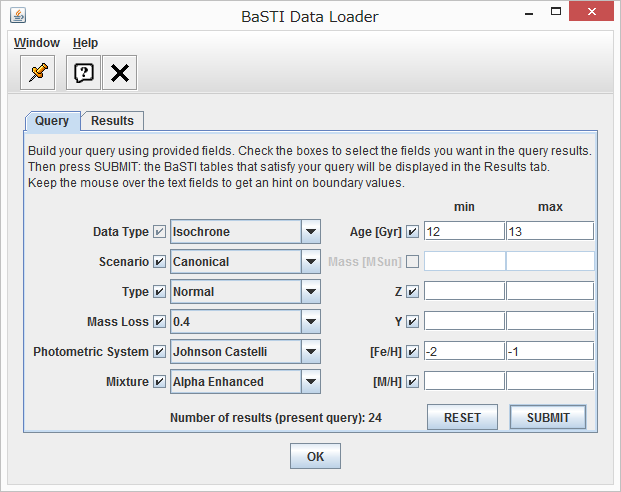 BaSTI Data Loader
Window Help
Query Results
Build your query using provided fields. Check the boxes to select the fields you want in the query results.
Then press SUBMIT: the BaSTI tables that satisfy your query will be displayed in the Results tab.
Keep the mouse over the text fields to get an hint on boundary values.
min max
Data Type Isochrone Age [Gyr] 12 13
Scenario Canonical Mass [MSun]
Type Normal Z
Mass Loss 0.4 Y
Photometric System Johnson Castelli [Fe/H] -2 -1
Mixture Alpha Enhanced [M/H]
Number of results (present query): 24 RESET SUBMIT
OK